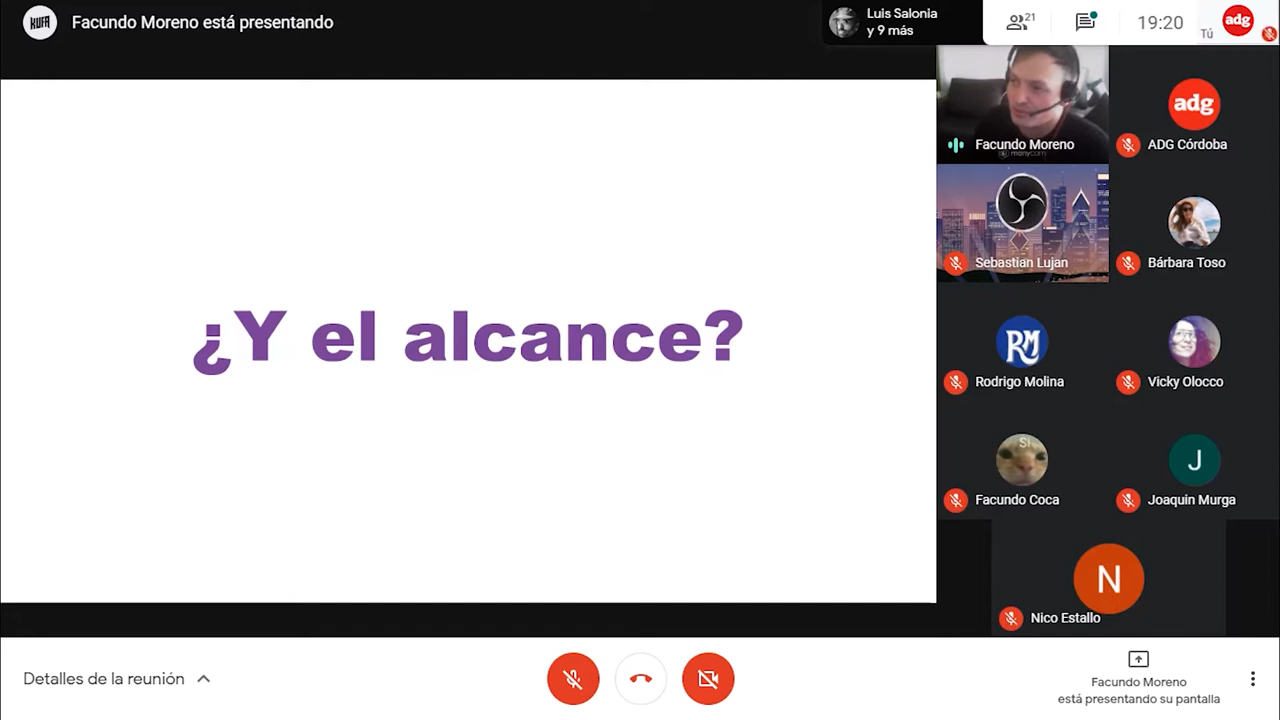 KUFA
Facundo Moreno está presentando
Luis Salonia
y 9 más
21
19:20
Tú
adg
¿Y el alcance?
Facundo Moreno
adg
ADG Córdoba
Sebastian Lujan
Bárbara Toso
RM
Rodrigo Molina
Vicky Olocco
SI
Facundo Coca
J
Joaquin Murga
N
Nico Estallo
Detalles de la reunión
Facundo Moreno
está presentando su pantalla